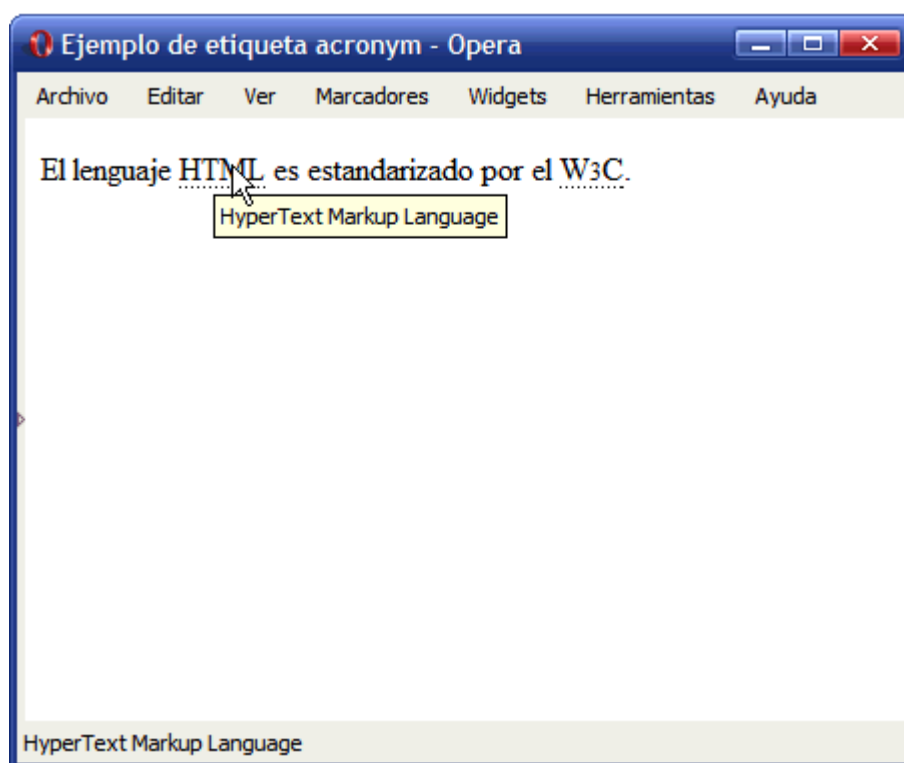 Ejemplo de etiqueta acronym - Opera
Archivo Editar Ver Marcadores Widgets Herramientas Ayuda
El lenguaje HTML es estandarizado por el W3C.
HyperText Markup Language
HyperText Markup Language